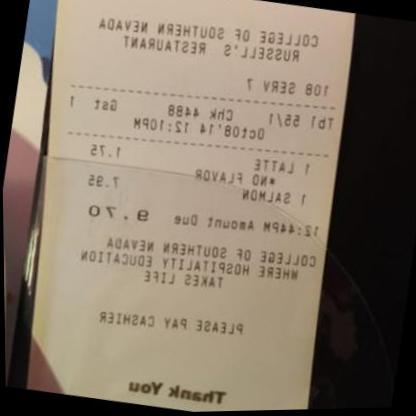 COLLEGE OF SOUTHERN NEVADA
RUSSELL'S RESTAURANT
108 SERV 7
Tbl 55/1 Chk 4488 Gst 1
Oct08'14 12:10PM
1 LATTE 1.75
*NO FLAVOR
1 SALMON 7.95
12:44PM Amount Due 9.70
COLLEGE OF SOUTHERN NEVADA
WHERE HOSPITALITY EDUCATION
TAKES LIFE
PLEASE PAY CASHIER
Thank You